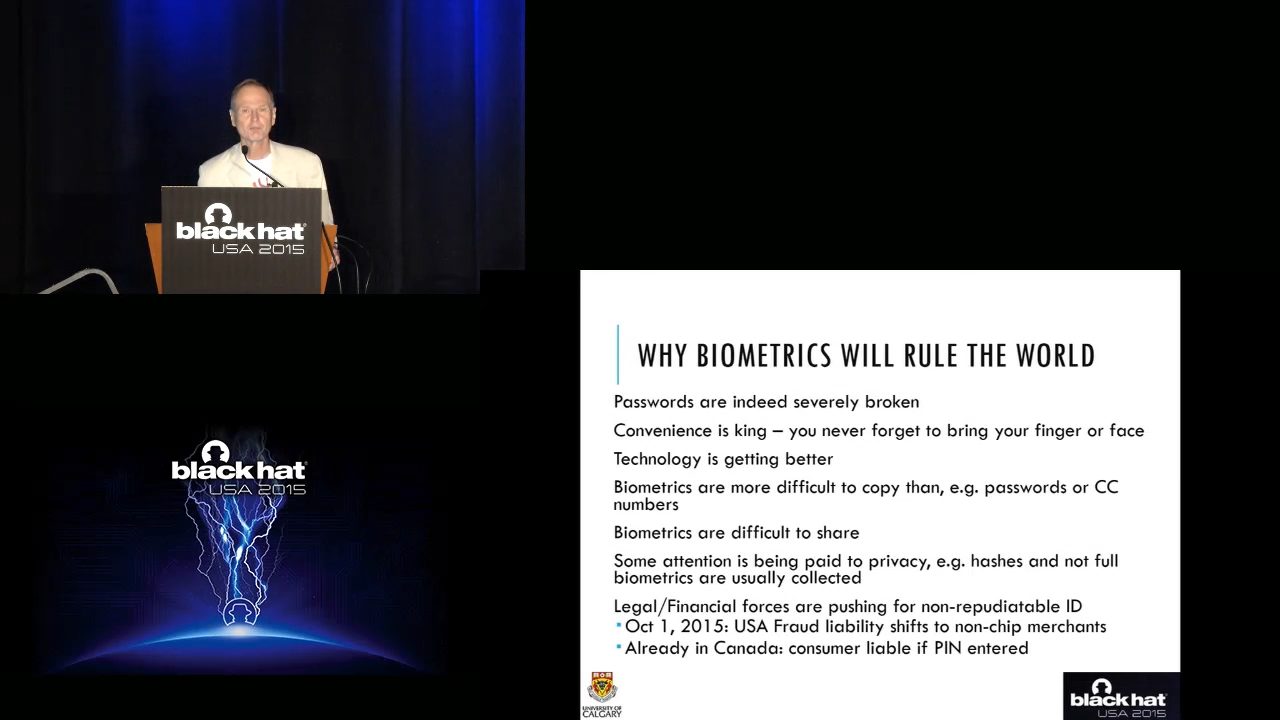 black hat
USA 2015
WHY BIOMETRICS WILL RULE THE WORLD
Passwords are indeed severely broken
Convenience is king – you never forget to bring your finger or face
Technology is getting better
Biometrics are more difficult to copy than, e.g. passwords or CC
numbers
Biometrics are difficult to share
Some attention is being paid to privacy, e.g. hashes and not full
biometrics are usually collected
Legal/Financial forces are pushing for non-repudiatable ID
▪ Oct 1, 2015: USA Fraud liability shifts to non-chip merchants
▪ Already in Canada: consumer liable if PIN entered
black hat
USA 2015
UNIVERSITY OF
CALGARY
black hat
USA 2015